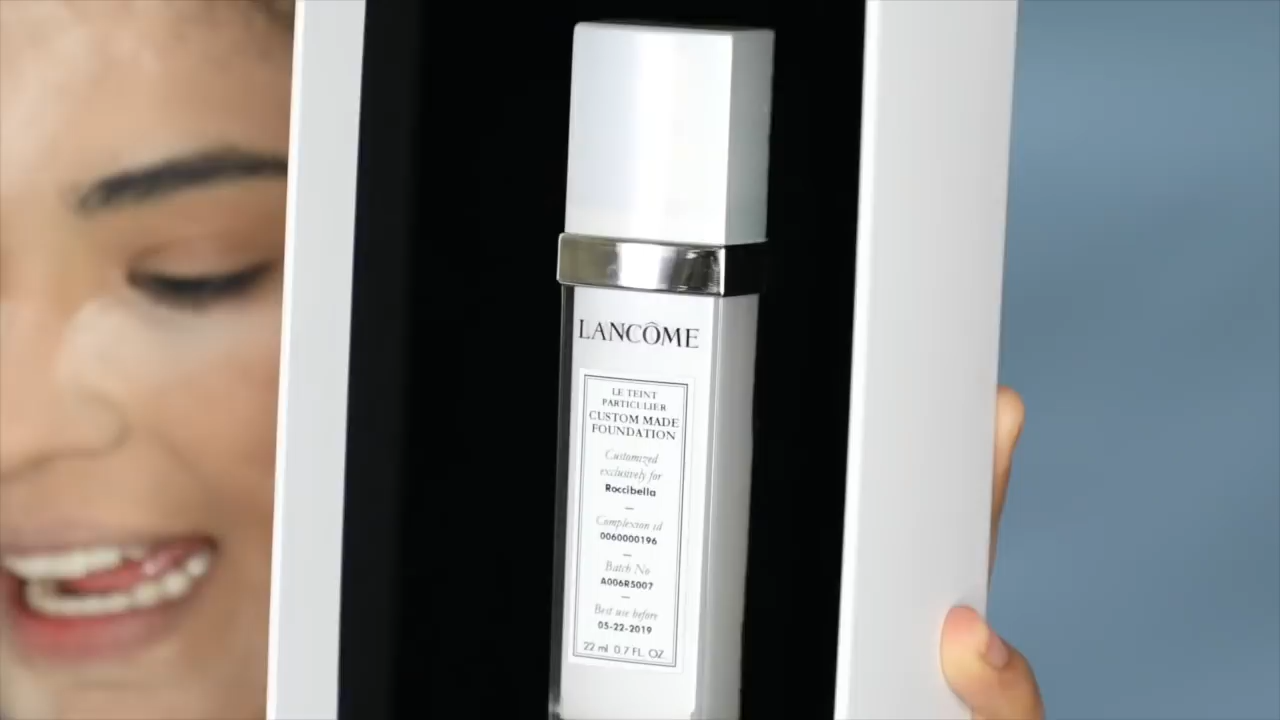 LANCÔME
LE TEINT
PARTICULIER
CUSTOM MADE
FOUNDATION
Customized
exclusively for
Roccibella
—
Complexion id
0060000196
—
Batch No
A006R5007
—
Best use before
05-22-2019
22 ml 0.7 FL. OZ.